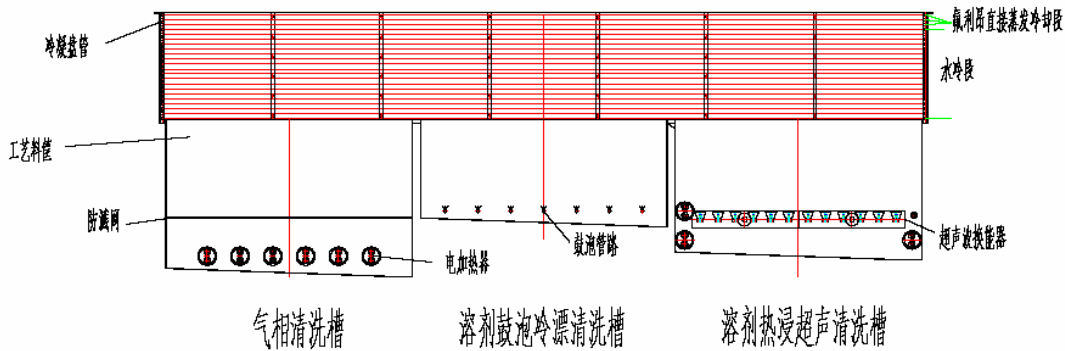 冷凝盘管
氟利昂直接蒸发冷却段
水冷段
工艺料筐
防溅网
电加热器
鼓泡管路
超声波换能器
气相清洗槽
溶剂鼓泡冷漂清洗槽
溶剂热浸超声清洗槽